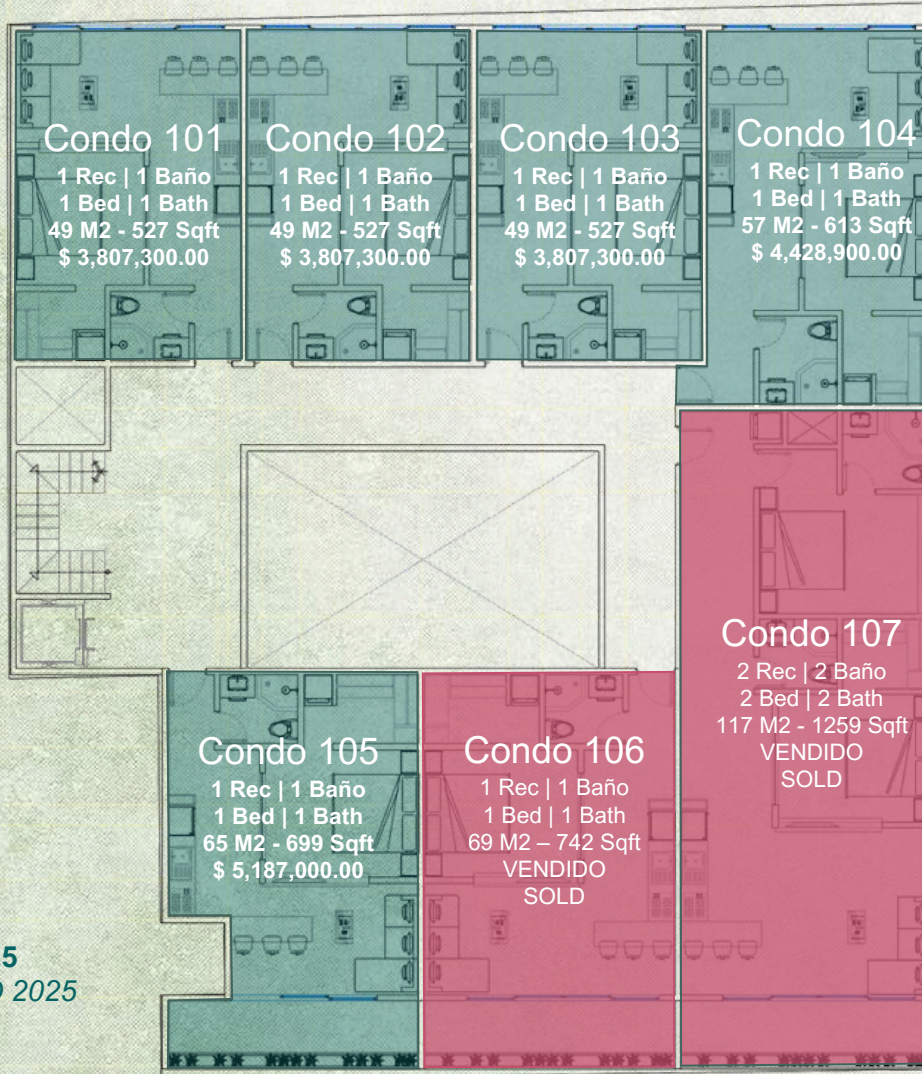 Condo 101
1 Rec | 1 Baño
1 Bed | 1 Bath
49 M2 - 527 Sqft
$ 3,807,300.00
Condo 102
1 Rec | 1 Baño
1 Bed | 1 Bath
49 M2 - 527 Sqft
$ 3,807,300.00
Condo 103
1 Rec | 1 Baño
1 Bed | 1 Bath
49 M2 - 527 Sqft
$ 3,807,300.00
Condo 104
1 Rec | 1 Baño
1 Bed | 1 Bath
57 M2 - 613 Sqft
$ 4,428,900.00
Condo 107
2 Rec | 2 Baño
2 Bed | 2 Bath
117 M2 - 1259 Sqft
VENDIDO
SOLD
Condo 105
1 Rec | 1 Baño
1 Bed | 1 Bath
65 M2 - 699 Sqft
$ 5,187,000.00
Condo 106
1 Rec | 1 Baño
1 Bed | 1 Bath
69 M2 – 742 Sqft
VENDIDO
SOLD
5
2025